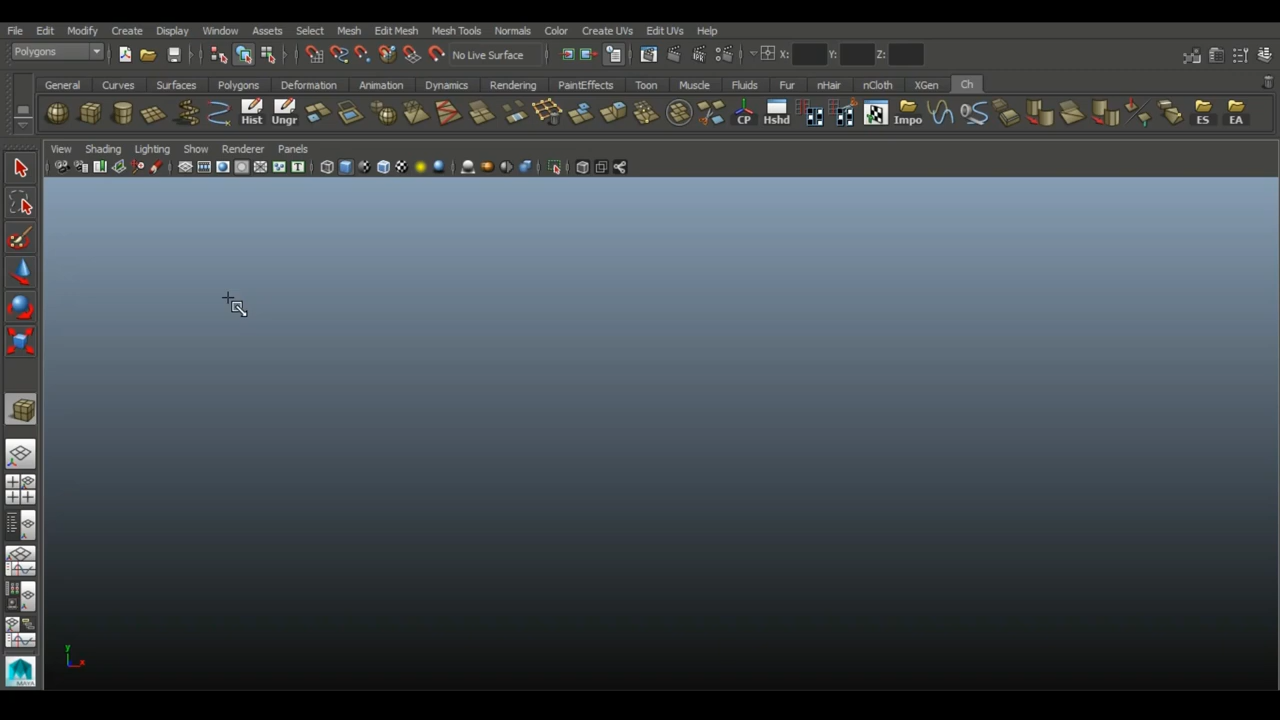 File Edit Modify Create Display Window Assets Select Mesh Edit Mesh Mesh Tools Normals Color Create UVs Edit UVs Help
Polygons No Live Surface X: Y: Z:
General Curves Surfaces Polygons Deformation Animation Dynamics Rendering PaintEffects Toon Muscle Fluids Fur nHair nCloth XGen Ch
Hist Ungr CP Hshd Impo ES EA
View Shading Lighting Show Renderer Panels
y
x
MAYA